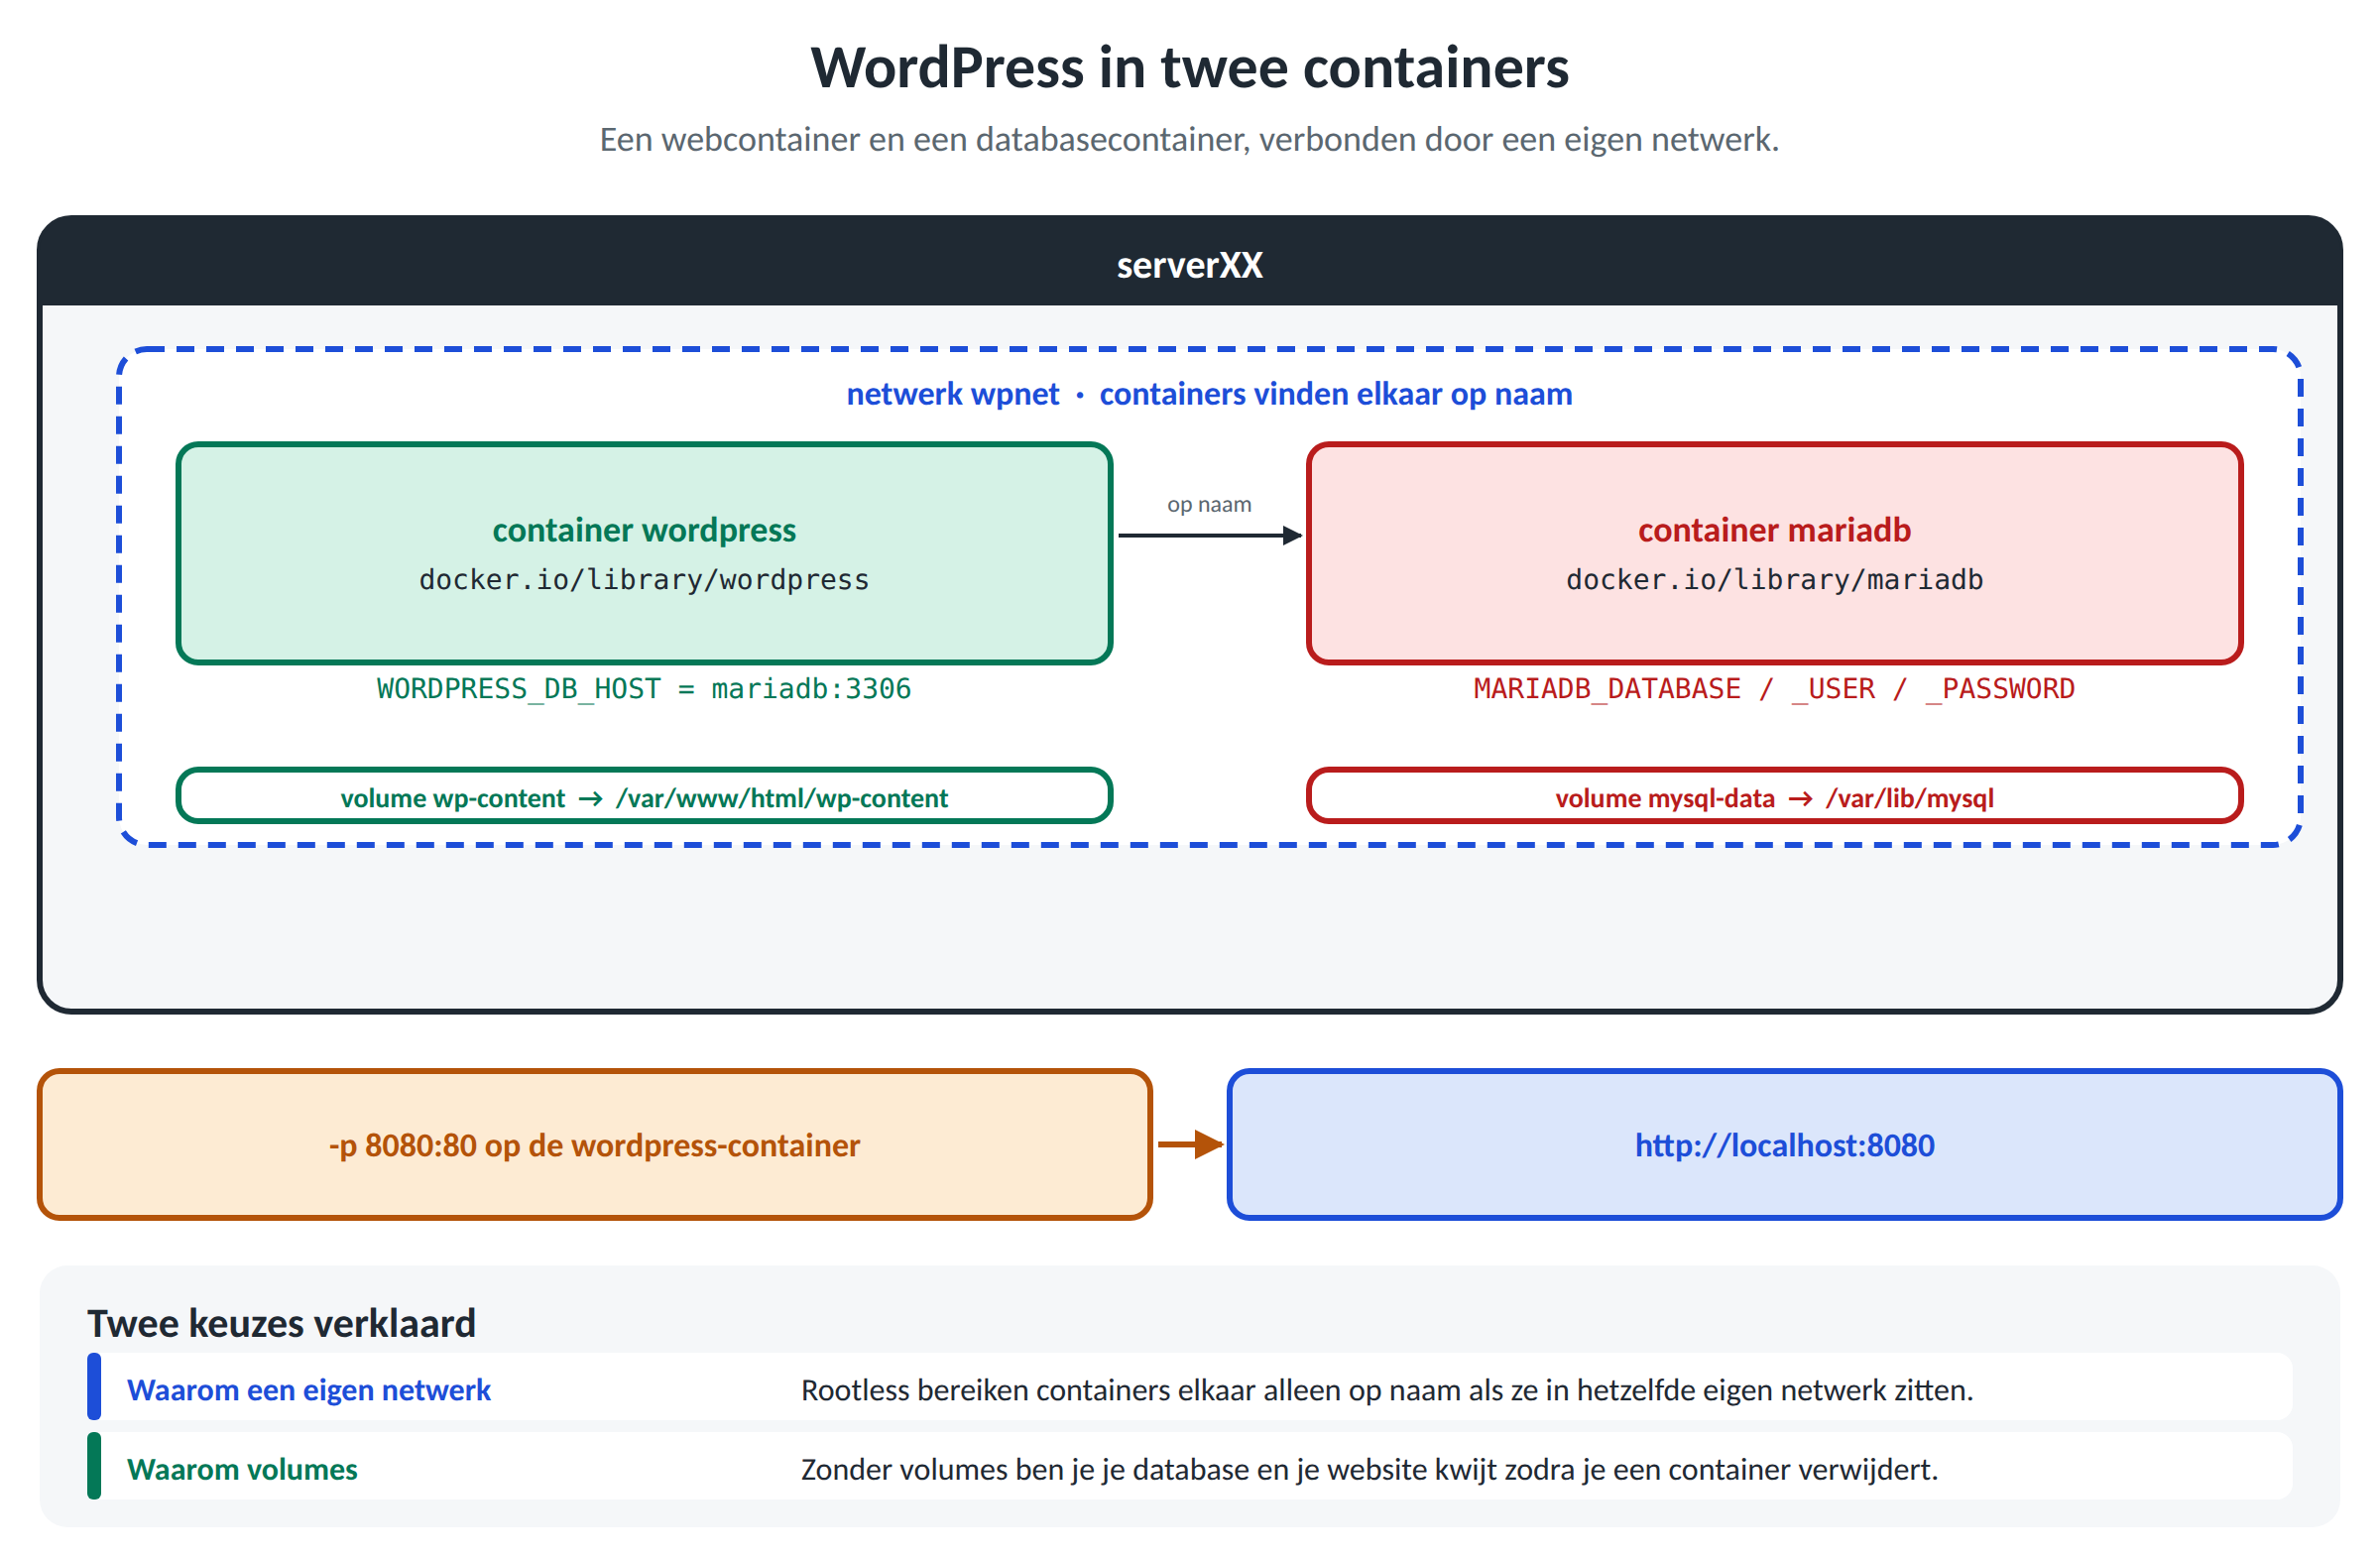 WordPress in twee containers
Een webcontainer en een databasecontainer, verbonden door een eigen netwerk.
serverXX
netwerk wpnet · containers vinden elkaar op naam
container wordpress
docker.io/library/wordpress
op naam
container mariadb
docker.io/library/mariadb
WORDPRESS_DB_HOST = mariadb:3306
MARIADB_DATABASE / _USER / _PASSWORD
volume wp-content → /var/www/html/wp-content
volume mysql-data → /var/lib/mysql
-p 8080:80 op de wordpress-container
http://localhost:8080
Twee keuzes verklaard
Waarom een eigen netwerk
Rootless bereiken containers elkaar alleen op naam als ze in hetzelfde eigen netwerk zitten.
Waarom volumes
Zonder volumes ben je je database en je website kwijt zodra je een container verwijdert.